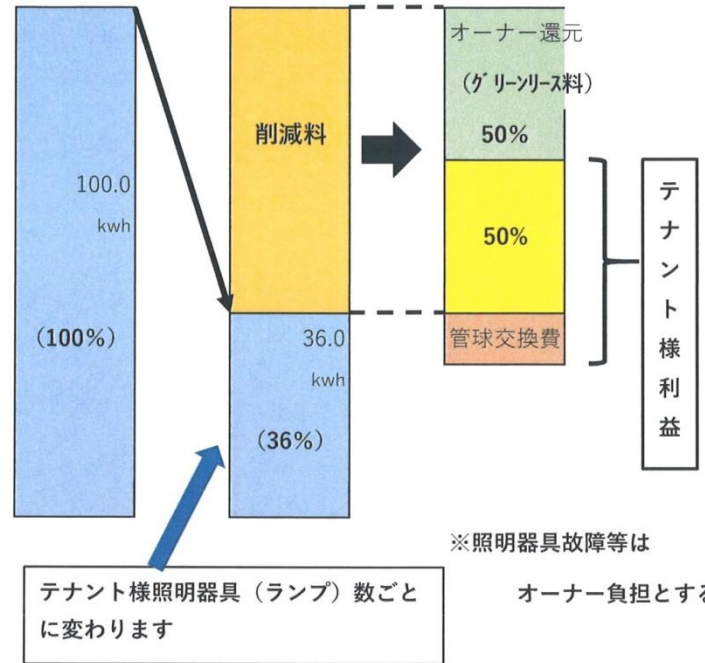 100.0
kwh
(100%)
削減料
36.0
kwh
(36%)
オーナー還元
(グリーンリース料)
50%
50%
管球交換費
テナント様利益
テナント様照明器具（ランプ）数ごと
に変わります
※照明器具故障等は
オーナー負担とする